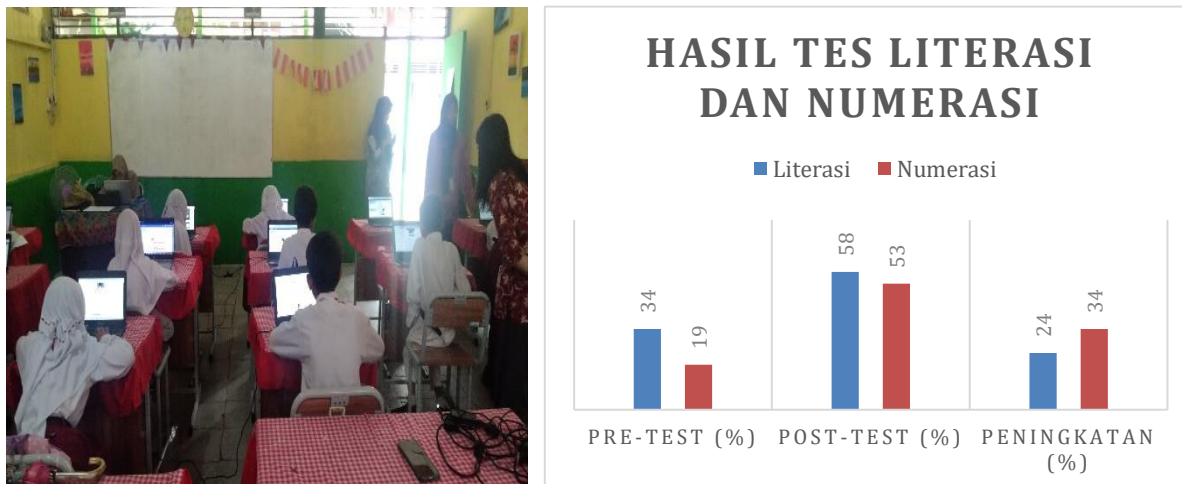 HASIL TES LITERASI
DAN NUMERASI
Literasi Numerasi
34
19
58
53
24
34
PRE-TEST (%) POST-TEST (%) PENINGKATAN
(%)